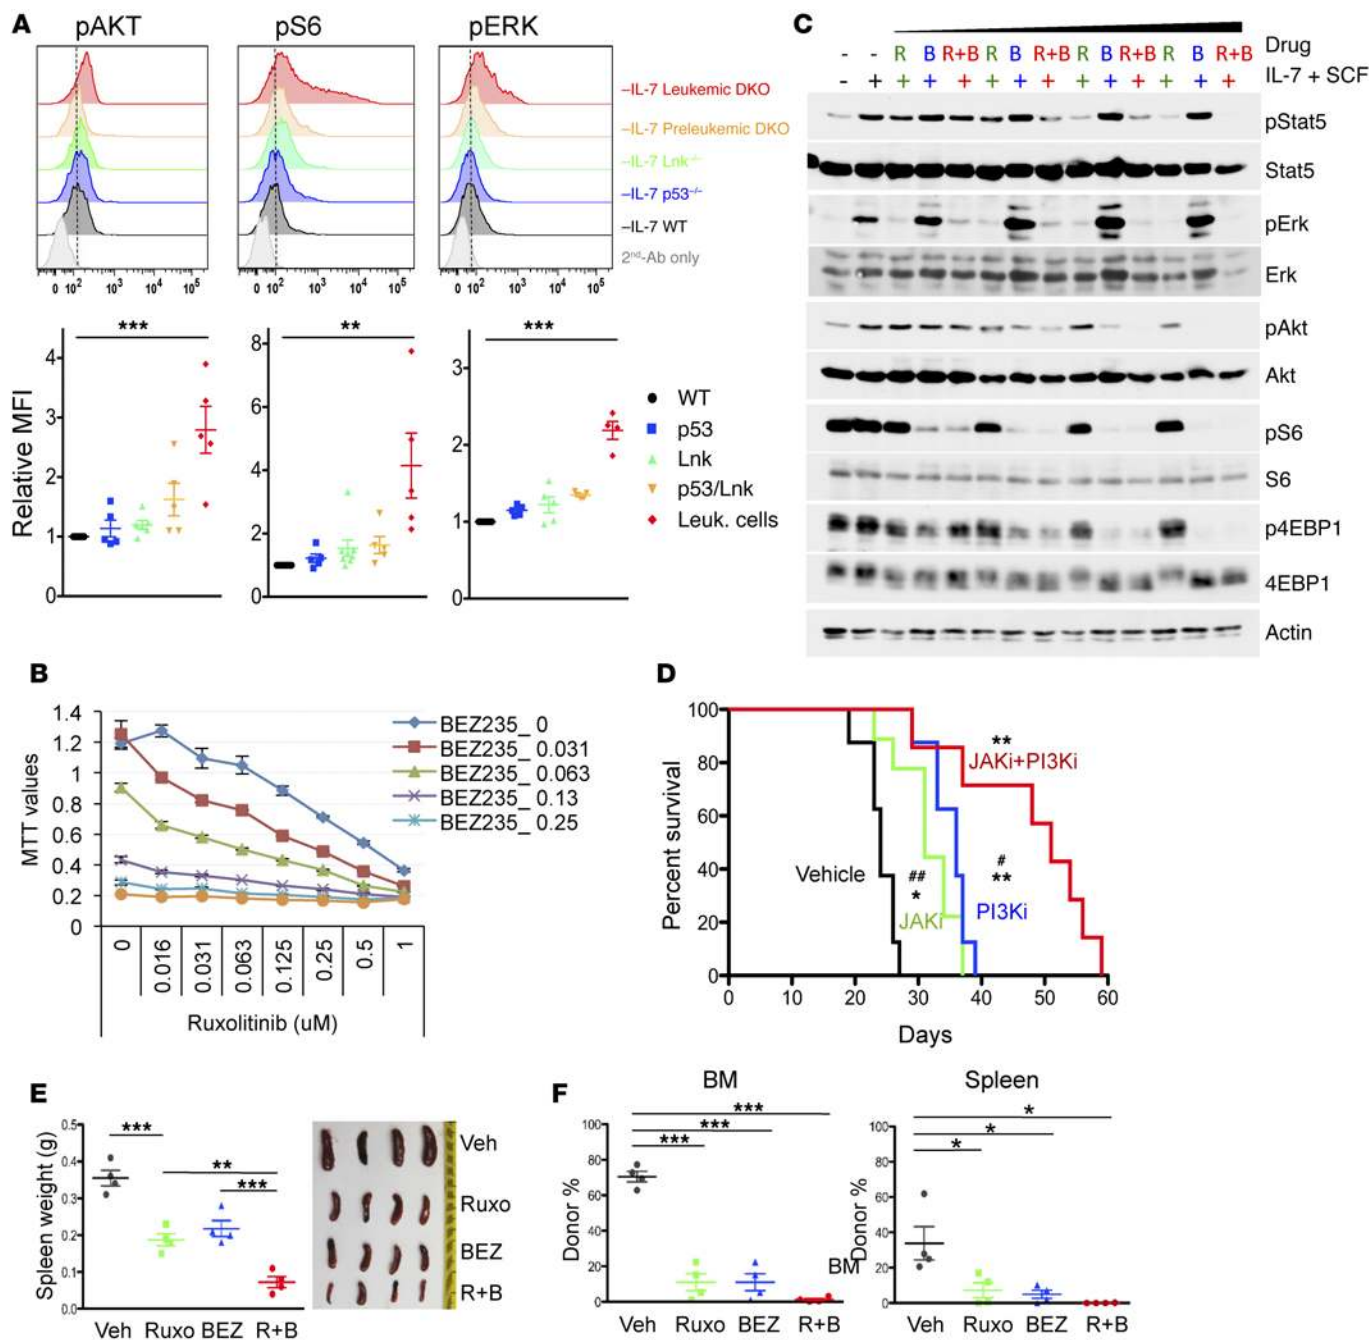 A
pAKT
pS6
pERK
–IL-7 Leukemic DKO
–IL-7 Preleukemic DKO
–IL-7 Lnk⁻/⁻
–IL-7 p53⁻/⁻
–IL-7 WT
2nd-Ab only
0 10² 10³ 10⁴ 10⁵
0 10² 10³ 10⁴ 10⁵
0 10² 10³ 10⁴ 10⁵
Relative MFI
***
4
3
2
1
0
**
8
6
4
2
0
***
3
2
1
0
WT
p53
Lnk
p53/Lnk
Leuk. cells
B
MTT values
1.4
1.2
1
0.8
0.6
0.4
0.2
0
0 0.016 0.031 0.063 0.125 0.25 0.5 1
Ruxolitinib (uM)
BEZ235_ 0
BEZ235_ 0.031
BEZ235_ 0.063
BEZ235_ 0.13
BEZ235_ 0.25
C
- - R B R+B R B R+B R B R+B R B R+B Drug
- + + + + + + + + + + + + + IL-7 + SCF
pStat5
Stat5
pErk
Erk
pAkt
Akt
pS6
S6
p4EBP1
4EBP1
Actin
D
Percent survival
100
80
60
40
20
0
0 10 20 30 40 50 60
Days
Vehicle
##
*
JAKi
#
**
PI3Ki
**
JAKi+PI3Ki
E
Spleen weight (g)
0.5
0.4
0.3
0.2
0.1
0.0
***
**
***
Veh Ruxo BEZ R+B
Veh
Ruxo
BEZ
R+B
F
BM
Donor %
100
80
60
40
20
0
***
***
***
Veh Ruxo BEZ R+B
Spleen
BM
Donor %
100
80
60
40
20
0
*
*
*
Veh Ruxo BEZ R+B